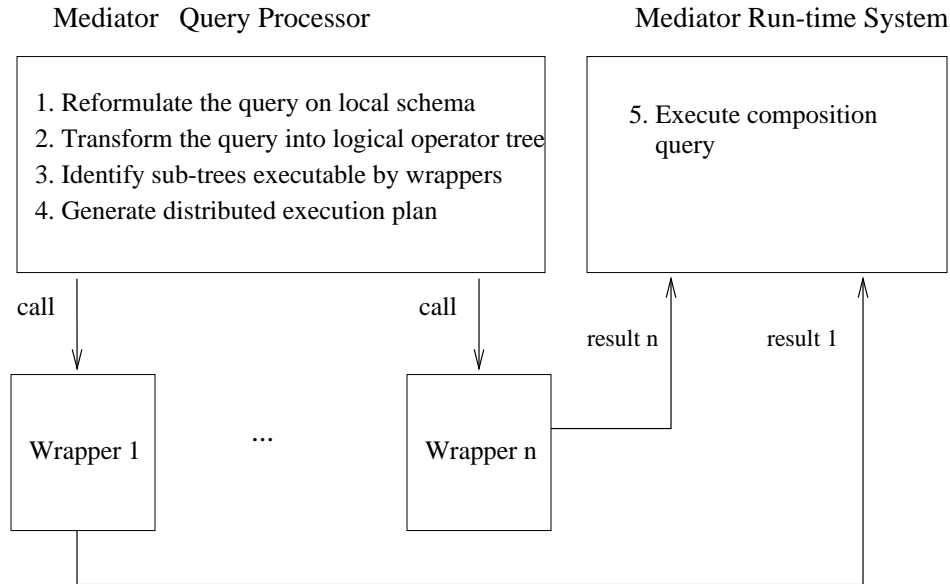 Mediator Query Processor
Mediator Run-time System
1. Reformulate the query on local schema
2. Transform the query into logical operator tree
3. Identify sub-trees executable by wrappers
4. Generate distributed execution plan
5. Execute composition
query
call
call
result n
result 1
Wrapper 1
...
Wrapper n